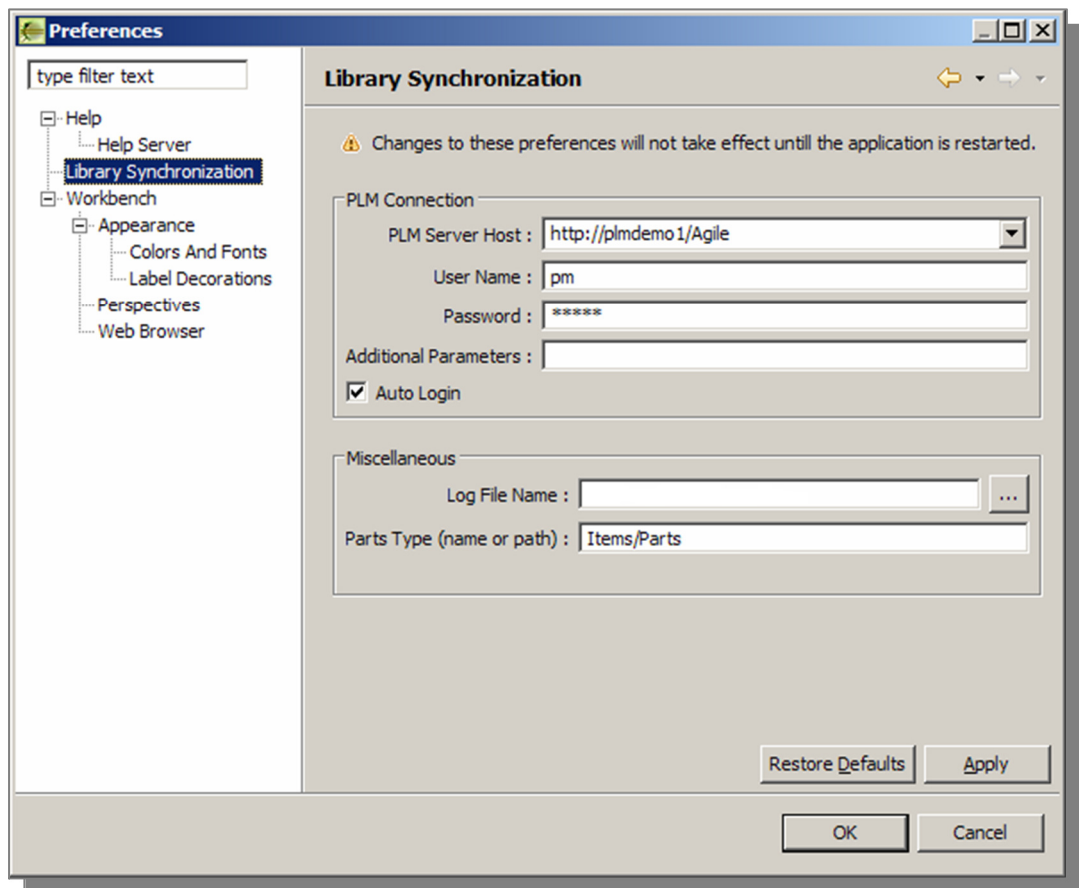 Preferences
type filter text
Help
Help Server
Library Synchronization
Workbench
Appearance
Colors And Fonts
Label Decorations
Perspectives
Web Browser
Library Synchronization
Changes to these preferences will not take effect untill the application is restarted.
PLM Connection
PLM Server Host : http://plmdemo1/Agile
User Name : pm
Password : *****
Additional Parameters :
Auto Login
Miscellaneous
Log File Name : ...
Parts Type (name or path) : Items/Parts
Restore Defaults Apply
OK Cancel